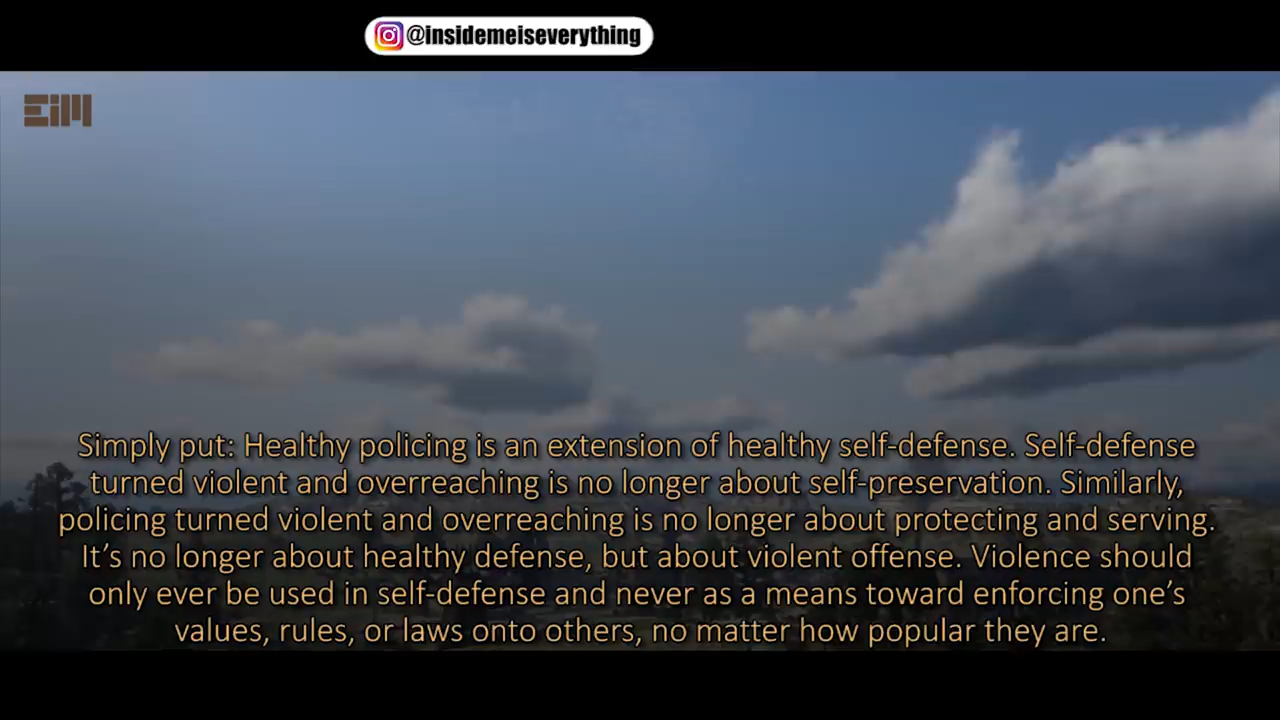 @insidemeiseverything
EiM
Simply put: Healthy policing is an extension of healthy self-defense. Self-defense
turned violent and overreaching is no longer about self-preservation. Similarly,
policing turned violent and overreaching is no longer about protecting and serving.
It’s no longer about healthy defense, but about violent offense. Violence should
only ever be used in self-defense and never as a means toward enforcing one’s
values, rules, or laws onto others, no matter how popular they are.